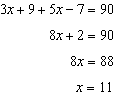 3x + 9 + 5x − 7 = 90
8x + 2 = 90
8x = 88
x = 11